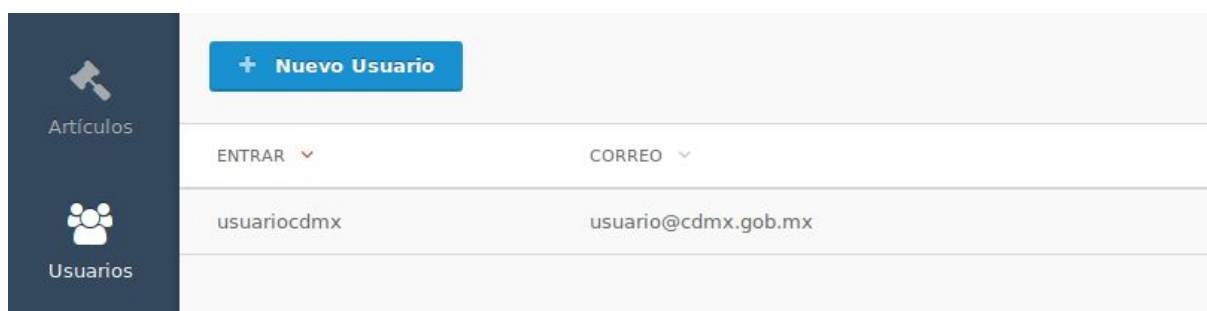 + Nuevo Usuario
Artículos
ENTRAR CORREO
usuariocdmx usuario@cdmx.gob.mx
Usuarios